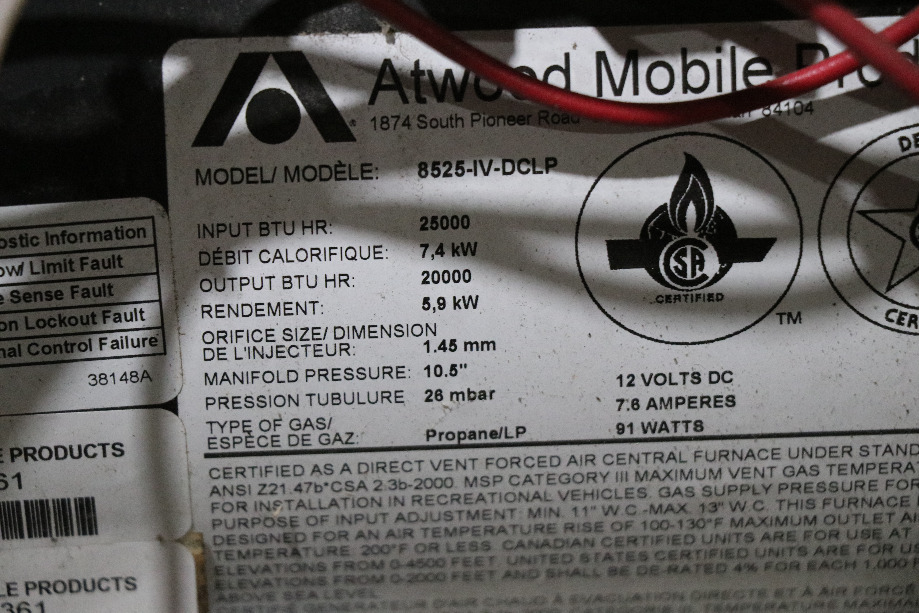 Atwood Mobile Prod
1874 South Pioneer Road 84104
MODEL/ MODÈLE: 8525-IV-DCLP
INPUT BTU HR: 25000
DÉBIT CALORIFIQUE: 7,4 kW
OUTPUT BTU HR: 20000
RENDEMENT: 5,9 kW
ORIFICE SIZE/ DIMENSION
DE L'INJECTEUR: 1.45 mm
MANIFOLD PRESSURE: 10.5"
PRESSION TUBULURE 26 mbar
TYPE OF GAS/
ESPÈCE DE GAZ: Propane/LP
12 VOLTS DC
7.6 AMPERES
91 WATTS
CSA
CERTIFIED
TM
DE
CER
CERTIFIED AS A DIRECT VENT FORCED AIR CENTRAL FURNACE UNDER STAND
ANSI Z21.47b*CSA 2.3b-2000. MSP CATEGORY III MAXIMUM VENT GAS TEMPERA
FOR INSTALLATION IN RECREATIONAL VEHICLES. GAS SUPPLY PRESSURE FOR
PURPOSE OF INPUT ADJUSTMENT: MIN. 11" W.C.-MAX. 13" W.C. THIS FURNACE
DESIGNED FOR AN AIR TEMPERATURE RISE OF 100-130°F MAXIMUM OUTLET AI
TEMPERATURE: 200°F OR LESS. CANADIAN CERTIFIED UNITS ARE FOR USE AT
ELEVATIONS FROM 0-4500 FEET. UNITED STATES CERTIFIED UNITS ARE FOR US
ELEVATIONS FROM 0-2000 FEET AND SHALL BE DE-RATED 4% FOR EACH 1,000 F
ABOVE SEA LEVEL.
ostic Information
ow/ Limit Fault
e Sense Fault
on Lockout Fault
nal Control Failure
38148A
E PRODUCTS
61
LE PRODUCTS
361